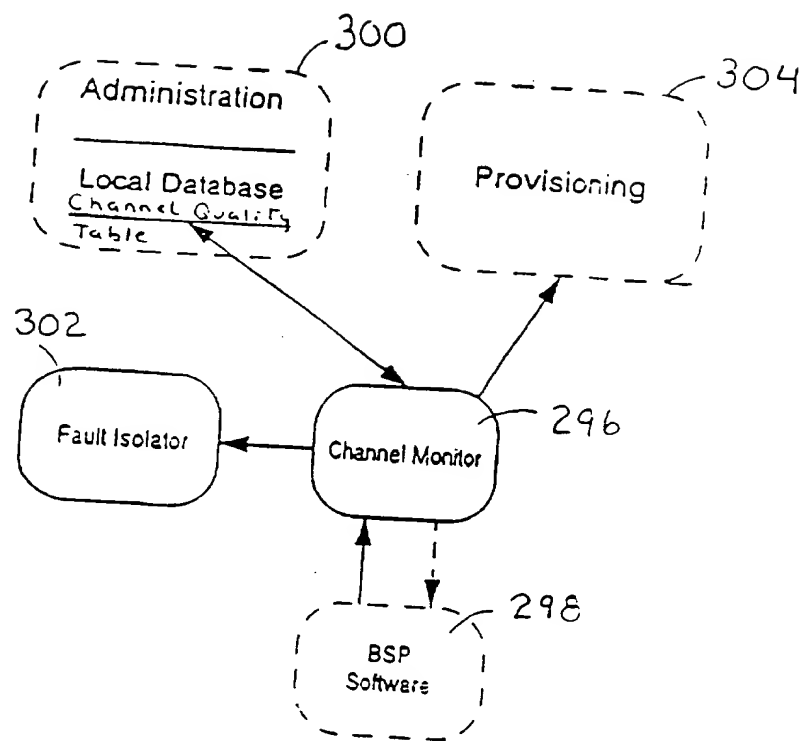 300
Administration
304
Local Database
Channel Quality
Table
Provisioning
302
Fault Isolator
Channel Monitor
296
298
BSP
Software